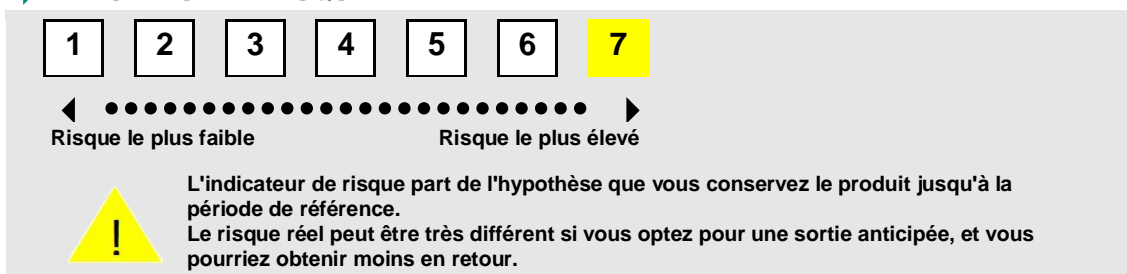 1 2 3 4 5 6 7
Risque le plus faible Risque le plus élevé
L'indicateur de risque part de l'hypothèse que vous conservez le produit jusqu'à la
période de référence.
! Le risque réel peut être très différent si vous optez pour une sortie anticipée, et vous
pourriez obtenir moins en retour.